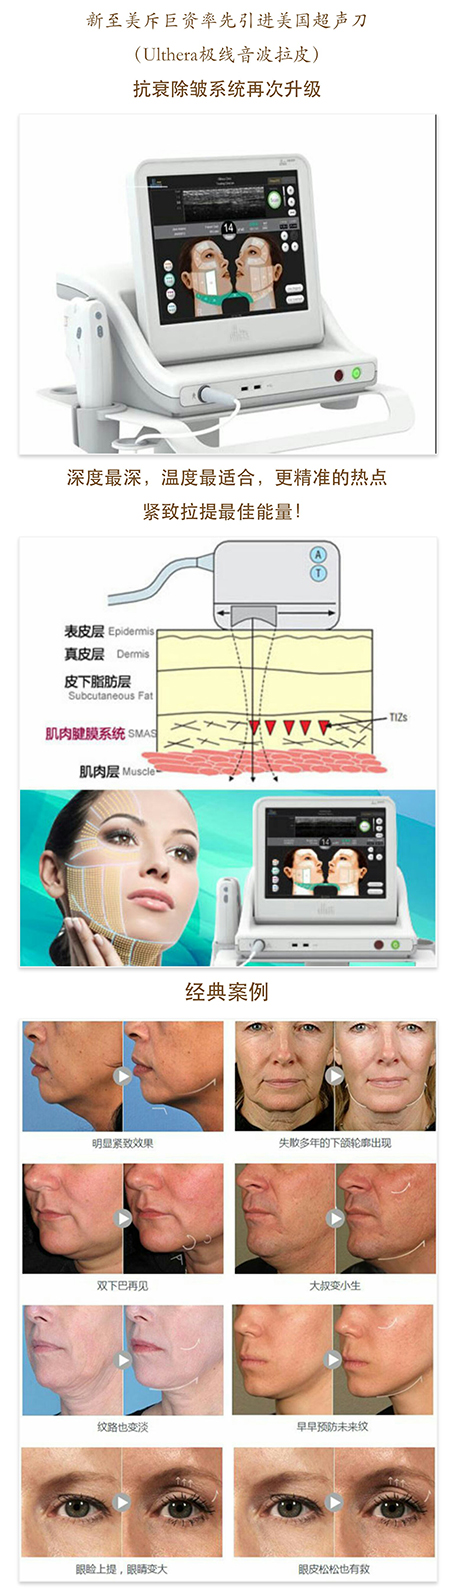 新至美斥巨资率先引进美国超声刀
（Ulthera极线音波拉皮）
抗衰除皱系统再次升级
14
深度最深，温度最适合，更精准的热点
紧致拉提最佳能量！
A
T
表皮层 Epidermis
真皮层 Dermis
皮下脂肪层
Subcutaneous Fat
TIZs
肌肉腱膜系统 SMAS
肌肉层 Muscle
14
经典案例
明显紧致效果
失散多年的下颌轮廓出现
双下巴再见
大叔变小生
纹路也变淡
早早预防未来纹
眼睑上提，眼睛变大
眼皮松松也有救